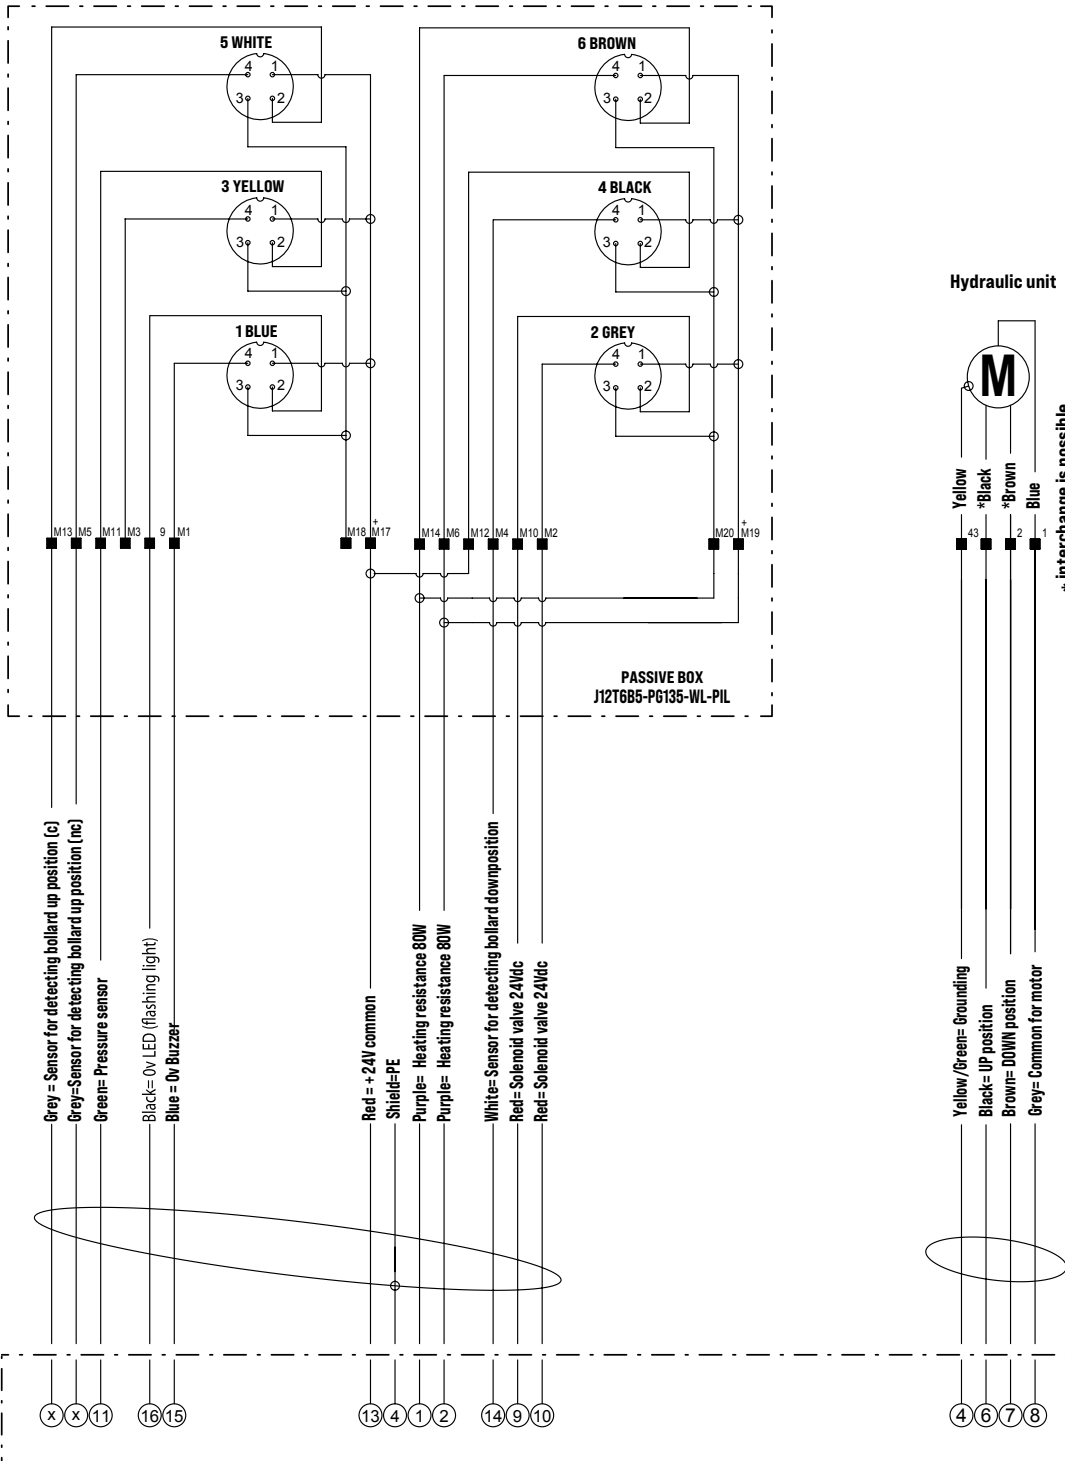 5 WHITE
4 1
3 2
6 BROWN
4 1
3 2
3 YELLOW
4 1
3 2
4 BLACK
4 1
3 2
1 BLUE
4 1
3 2
2 GREY
4 1
3 2
Hydraulic unit
M
Yellow
*Black
*Brown
Blue
* interchange is possible
M13 M5 M11 M3 9 M1 M18 + M17 M14 M6 M12 M4 M10 M2 M20 + M19
43 2 1
PASSIVE BOX
J12T6B5-PG135-WL-PIL
Grey = Sensor for detecting bollard up position (c)
Grey=Sensor for detecting bollard up position (nc)
Green= Pressure sensor
Black= 0v LED (flashing light)
Blue = 0v Buzzer
Red = +24V common
Shield=PE
Purple= Heating resistance 80W
Purple= Heating resistance 80W
White= Sensor for detecting bollard downposition
Red= Solenoid valve 24Vdc
Red= Solenoid valve 24Vdc
Yellow/Green= Grounding
Black= UP position
Brown= DOWN position
Grey= Common for motor
x x 11 16 15 13 4 1 2 14 9 10 4 6 7 8